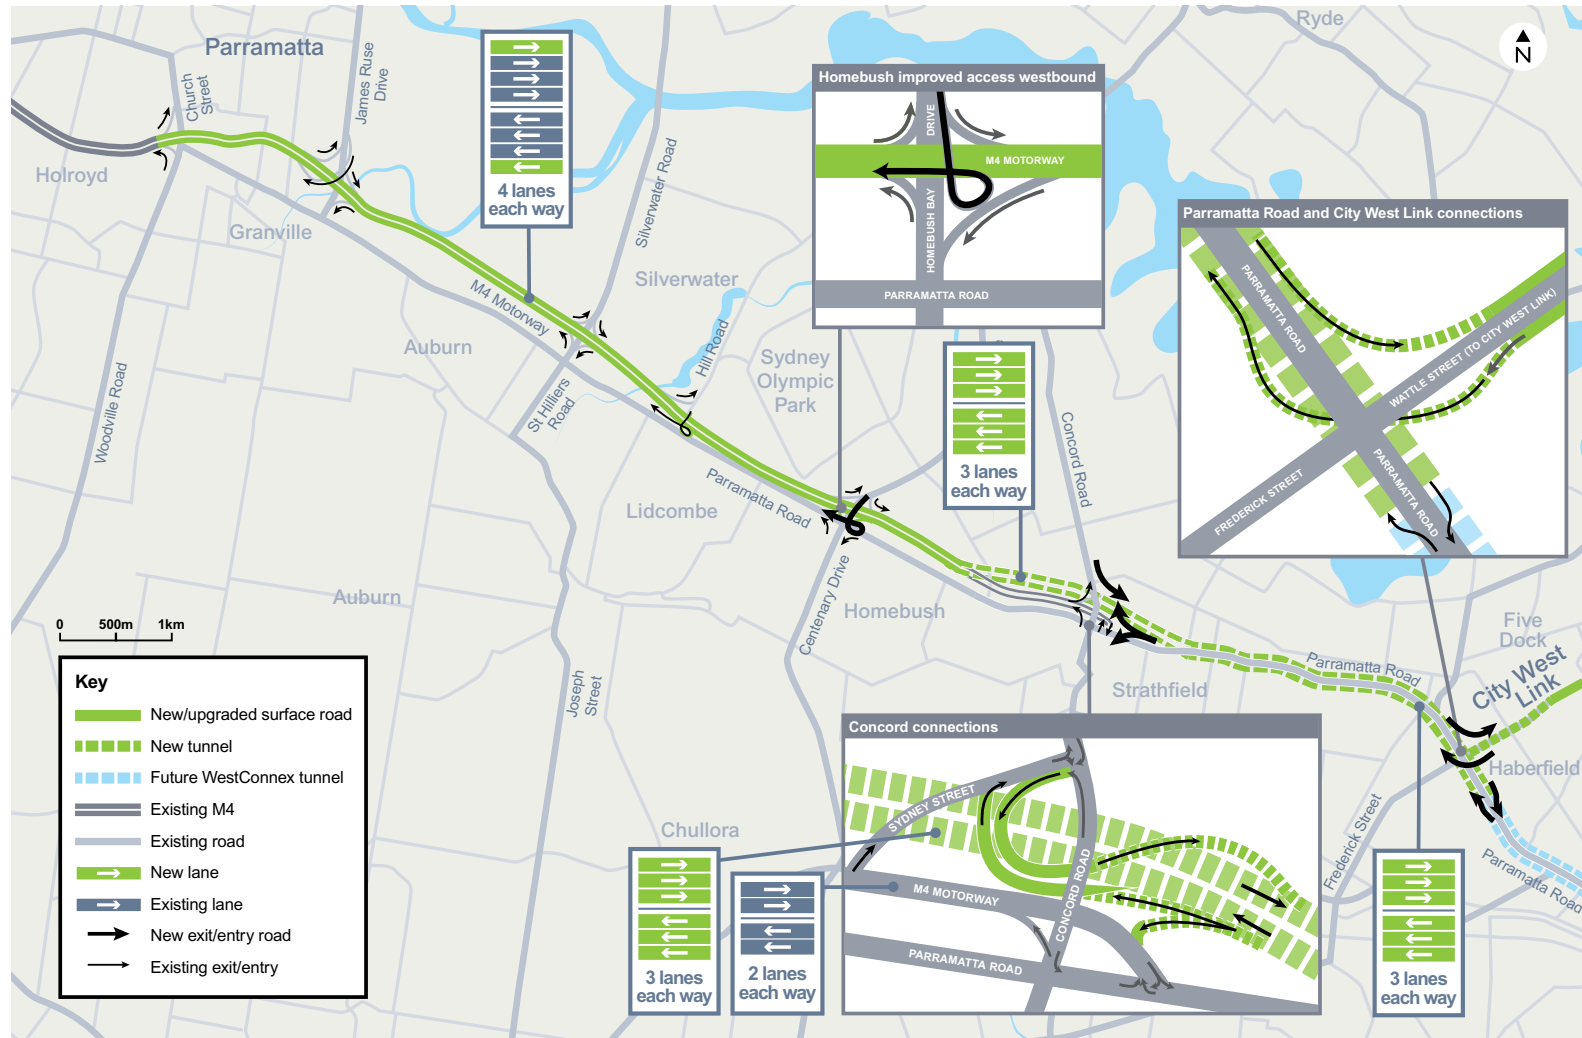 Ryde
N
Parramatta
Church
Street
James Ruse
Drive
Holroyd
Granville
4 lanes
each way
Silverwater Road
Silverwater
M4 Motorway
Auburn
Hill Road
Sydney
Olympic
Park
St Hilliers
Road
Woodville Road
Homebush improved access westbound
DRIVE
M4 MOTORWAY
HOMEBUSH BAY
PARRAMATTA ROAD
Parramatta Road and City West Link connections
PARRAMATTA ROAD
WATTLE STREET (TO CITY WEST LINK)
FREDERICK STREET
PARRAMATTA ROAD
3 lanes
each way
Concord Road
Parramatta Road
Lidcombe
Auburn
Centenary Drive
Homebush
Joseph
Street
Strathfield
Parramatta Road
Five
Dock
City West
Link
Haberfield
Frederick Street
Parramatta Road
Chullora
0 500m 1km
Key
New/upgraded surface road
New tunnel
Future WestConnex tunnel
Existing M4
Existing road
New lane
Existing lane
New exit/entry road
Existing exit/entry
3 lanes
each way
2 lanes
each way
Concord connections
SYDNEY STREET
M4 MOTORWAY
CONCORD ROAD
PARRAMATTA ROAD
3 lanes
each way